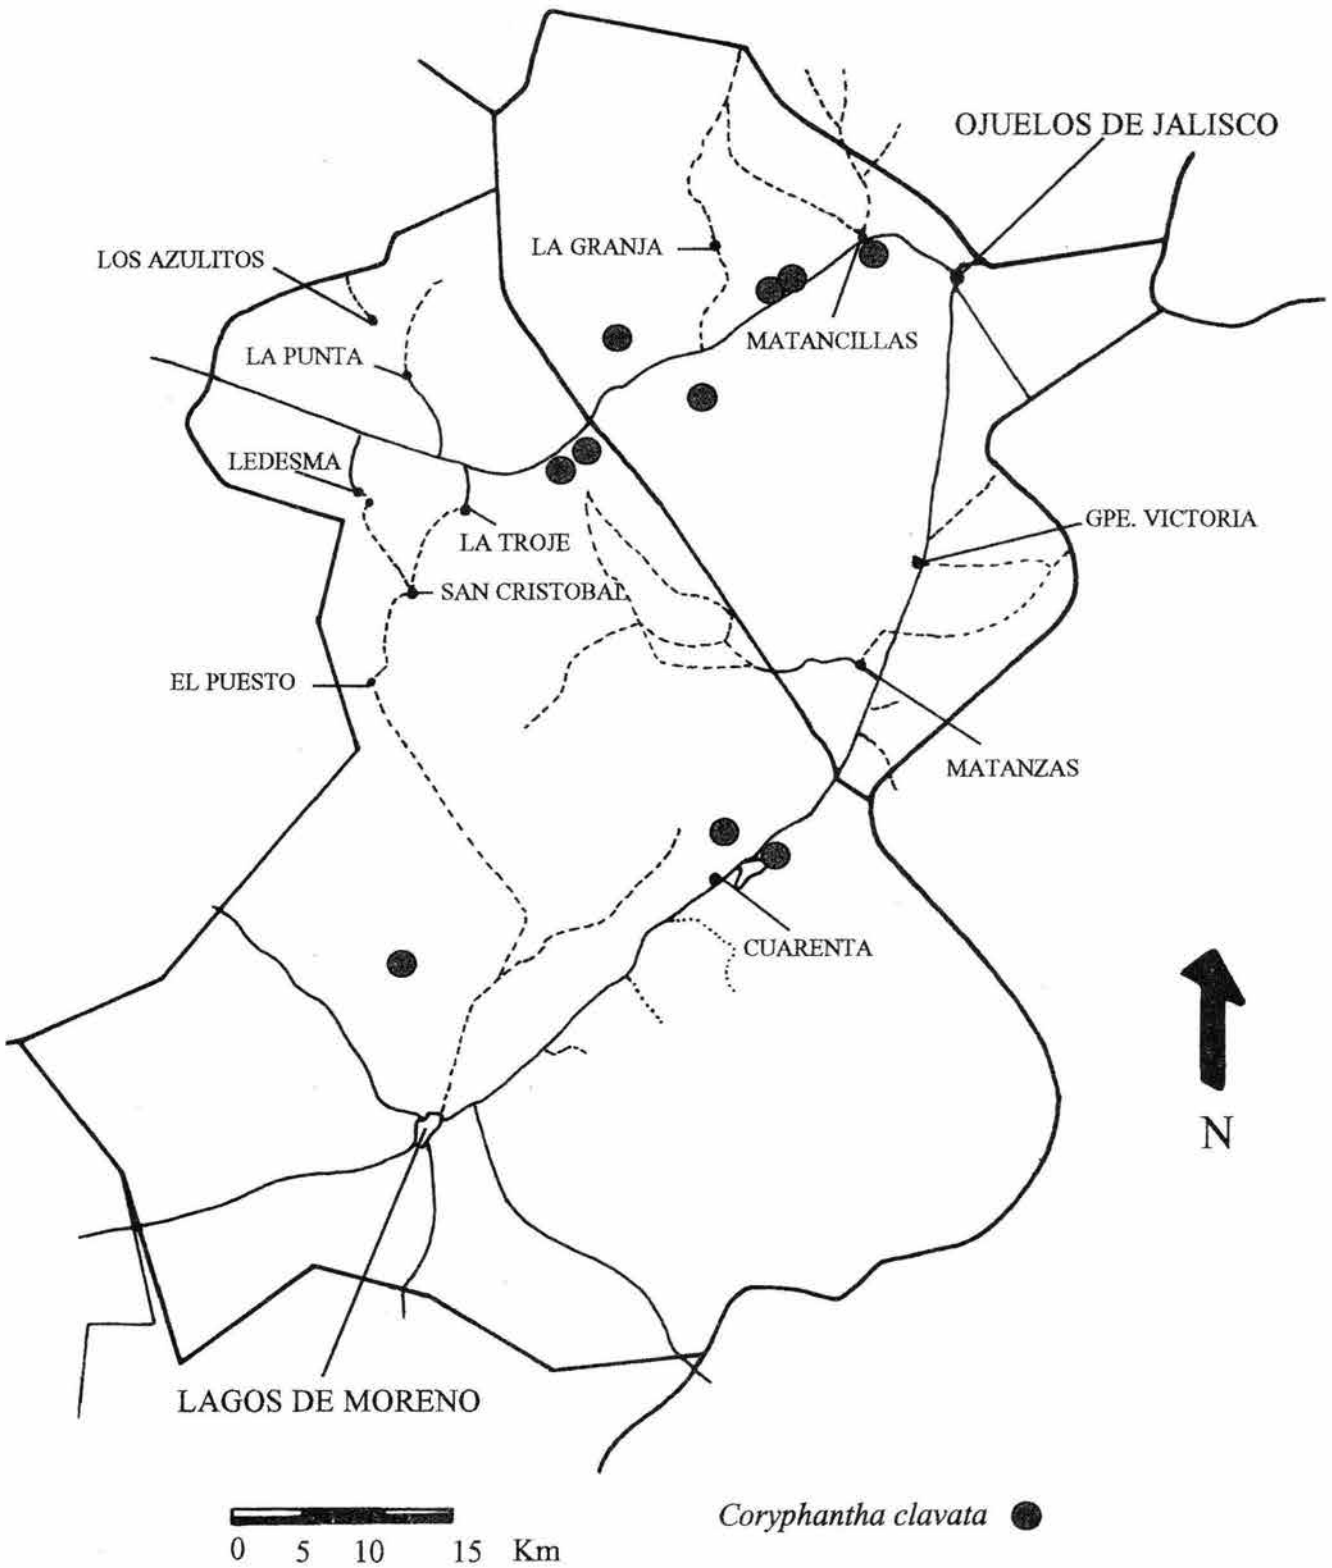 OJUELOS DE JALISCO
LA GRANJA
LOS AZULITOS
MATANCILLAS
LA PUNTA
LEDESMA
GPE. VICTORIA
LA TROJE
SAN CRISTOBAL
EL PUESTO
MATANZAS
CUARENTA
N
LAGOS DE MORENO
Coryphantha clavata
0 5 10 15 Km